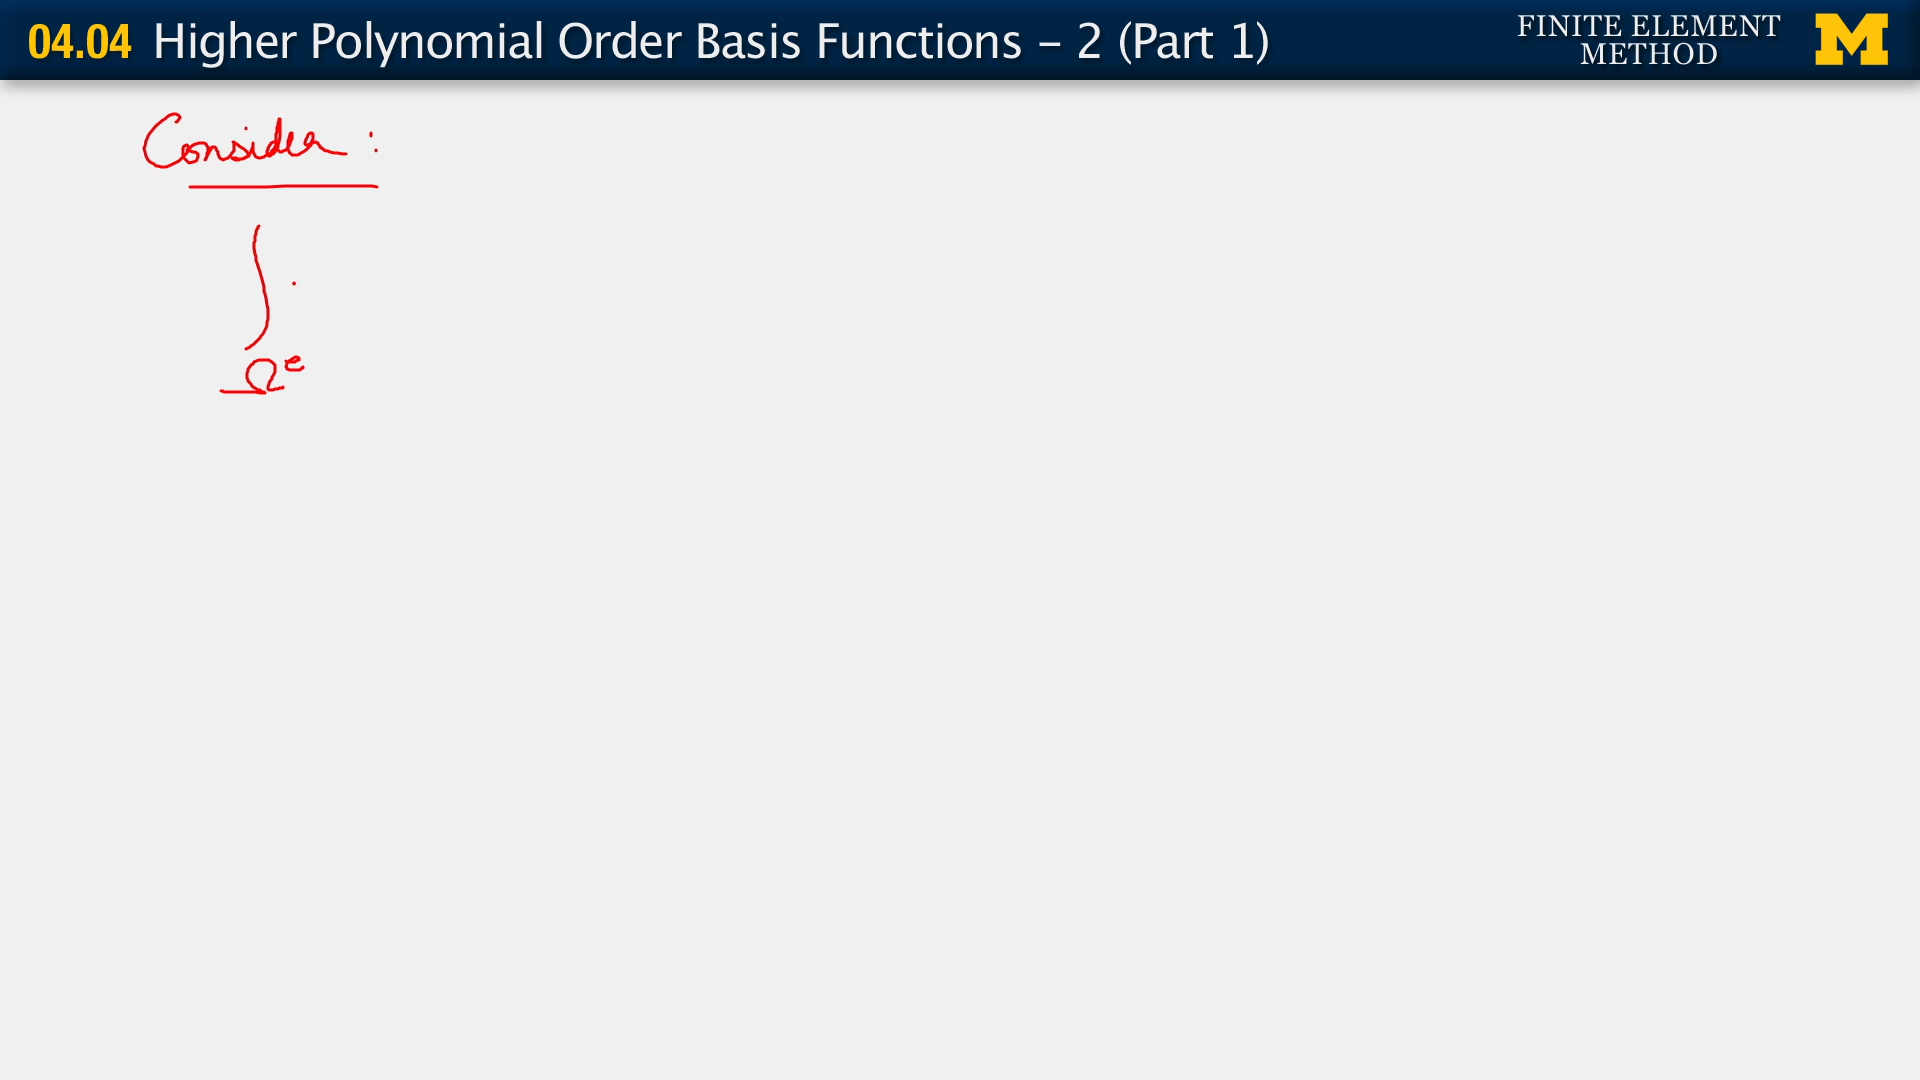 04.04 Higher Polynomial Order Basis Functions – 2 (Part 1)
FINITE ELEMENT
METHOD
M
Consider :
∫
Ωᵉ